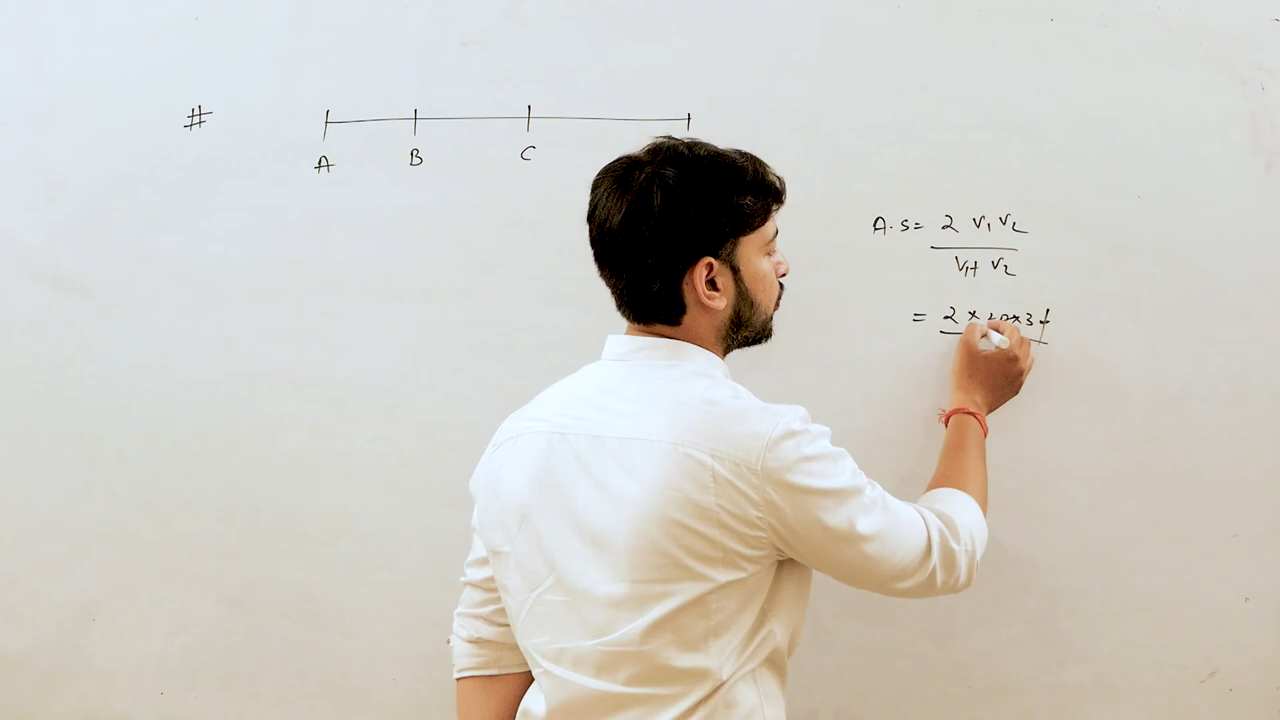 #
A B C
A.S = 2 V₁ V₂
V₁ + V₂
= 2 ×